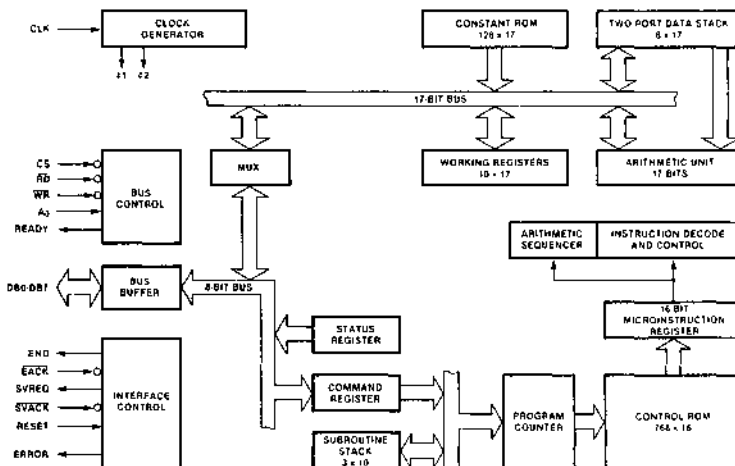 CLK
CLOCK
GENERATOR
CONSTANT ROM
128 x 17
TWO PORT DATA STACK
8 x 17
17-BIT BUS
CS
RD
WR
A0
READY
BUS
CONTROL
MUX
WORKING REGISTERS
10 x 17
ARITHMETIC UNIT
17 BITS
ARITHMETIC
SEQUENCER
INSTRUCTION DECODE
AND CONTROL
DB0-DB7
BUS
BUFFER
8-BIT BUS
16 BIT
MICROINSTRUCTION
REGISTER
STATUS
REGISTER
END
EACK
SVREQ
SVACK
RESET
ERROR
INTERFACE
CONTROL
COMMAND
REGISTER
SUBROUTINE
STACK
3 x 10
PROGRAM
COUNTER
CONTROL ROM
768 x 16